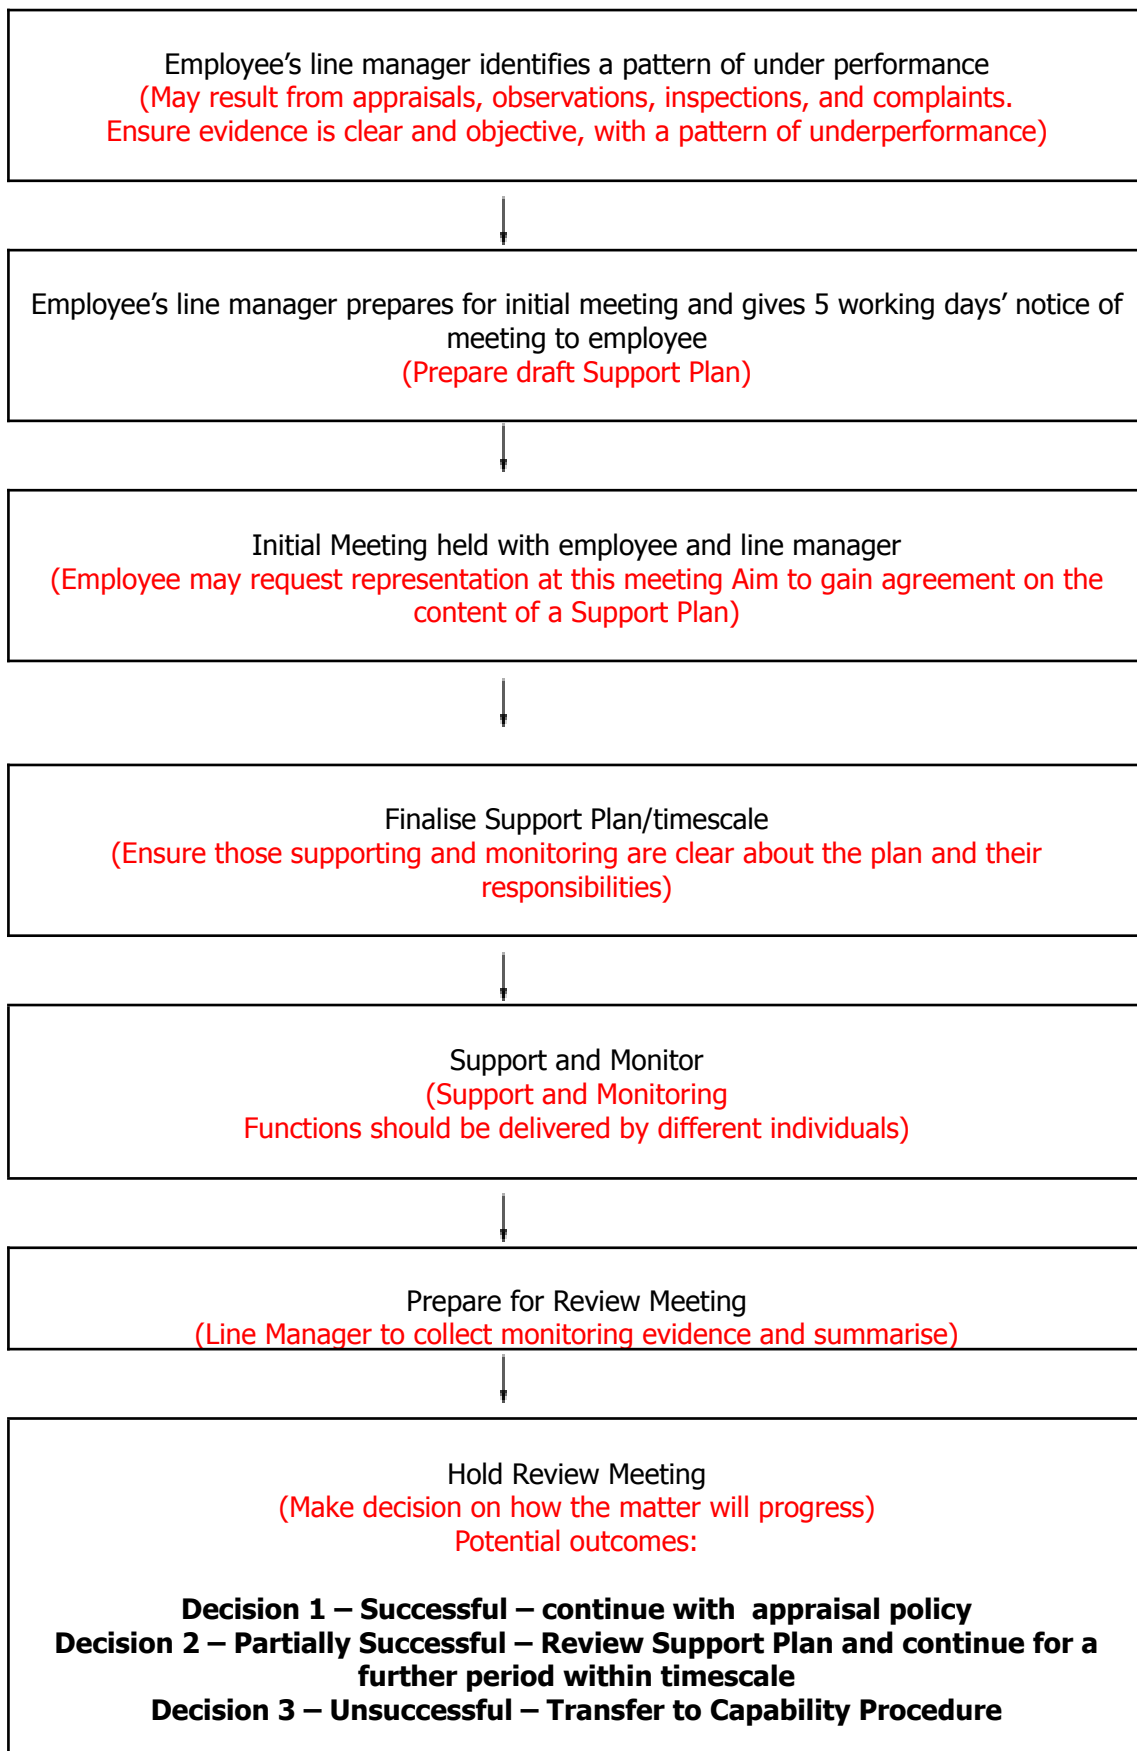 Employee’s line manager identifies a pattern of under performance
(May result from appraisals, observations, inspections, and complaints.
Ensure evidence is clear and objective, with a pattern of underperformance)
Employee’s line manager prepares for initial meeting and gives 5 working days’ notice of
meeting to employee
(Prepare draft Support Plan)
Initial Meeting held with employee and line manager
(Employee may request representation at this meeting Aim to gain agreement on the
content of a Support Plan)
Finalise Support Plan/timescale
(Ensure those supporting and monitoring are clear about the plan and their
responsibilities)
Support and Monitor
(Support and Monitoring
Functions should be delivered by different individuals)
Prepare for Review Meeting
(Line Manager to collect monitoring evidence and summarise)
Hold Review Meeting
(Make decision on how the matter will progress)
Potential outcomes:
Decision 1 – Successful – continue with appraisal policy
Decision 2 – Partially Successful – Review Support Plan and continue for a
further period within timescale
Decision 3 – Unsuccessful – Transfer to Capability Procedure